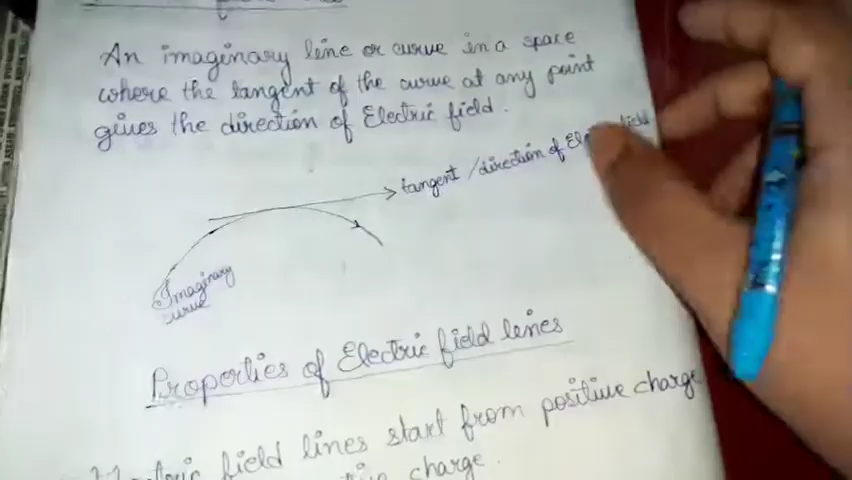 An imaginary line or curve in a space
where the tangent of the curve at any point
gives the direction of Electric field.
tangent / direction of field
Imaginary
curve
Properties of Electric field lines
field lines start from positive charge
charge.